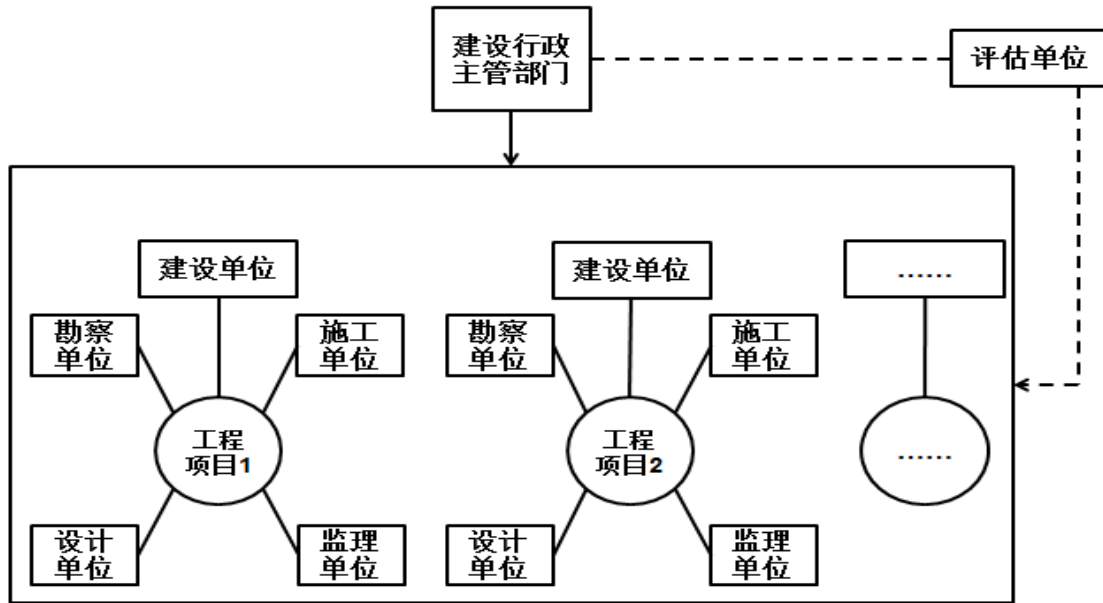 建设行政
主管部门
评估单位
建设单位
建设单位
......
勘察
单位
施工
单位
勘察
单位
施工
单位
工程
项目1
工程
项目2
......
设计
单位
监理
单位
设计
单位
监理
单位